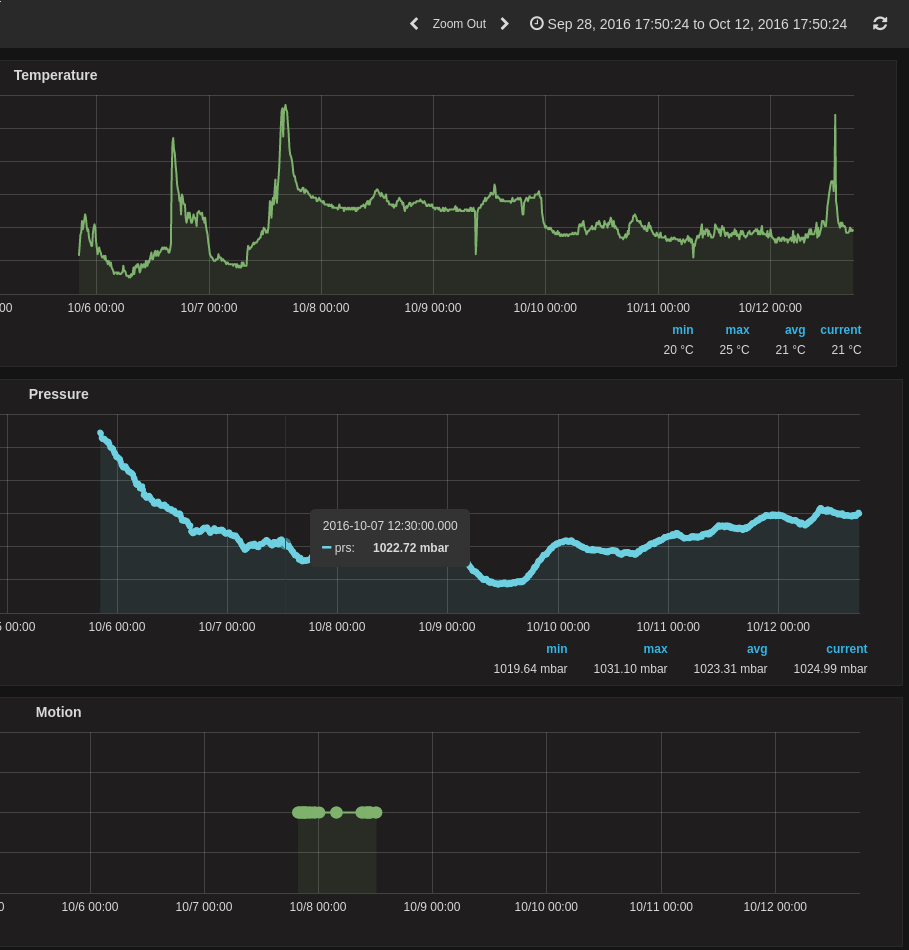 Zoom Out Sep 28, 2016 17:50:24 to Oct 12, 2016 17:50:24
Temperature
00 10/6 00:00 10/7 00:00 10/8 00:00 10/9 00:00 10/10 00:00 10/11 00:00 10/12 00:00
min max avg current
20 °C 25 °C 21 °C 21 °C
Pressure
2016-10-07 12:30:00.000
prs: 1022.72 mbar
00:00 10/6 00:00 10/7 00:00 10/8 00:00 10/9 00:00 10/10 00:00 10/11 00:00 10/12 00:00
min max avg current
1019.64 mbar 1031.10 mbar 1023.31 mbar 1024.99 mbar
Motion
0 10/6 00:00 10/7 00:00 10/8 00:00 10/9 00:00 10/10 00:00 10/11 00:00 10/12 00:00